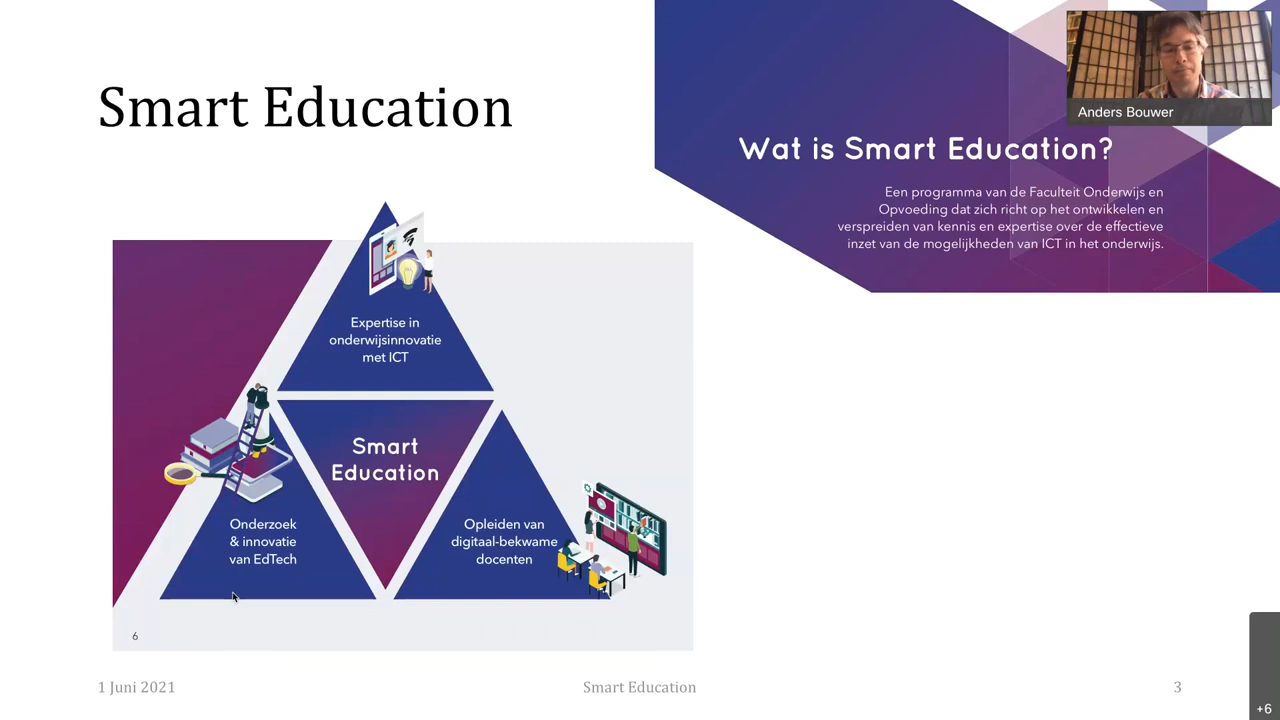 Smart Education
Anders Bouwer
Wat is Smart Education?
Een programma van de Faculteit Onderwijs en
Opvoeding dat zich richt op het ontwikkelen en
verspreiden van kennis en expertise over de effectieve
inzet van de mogelijkheden van ICT in het onderwijs.
Expertise in
onderwijsinnovatie
met ICT
Smart
Education
Onderzoek
& innovatie
van EdTech
Opleiden van
digitaal-bekwame
docenten
6
1 Juni 2021
Smart Education
3
+6